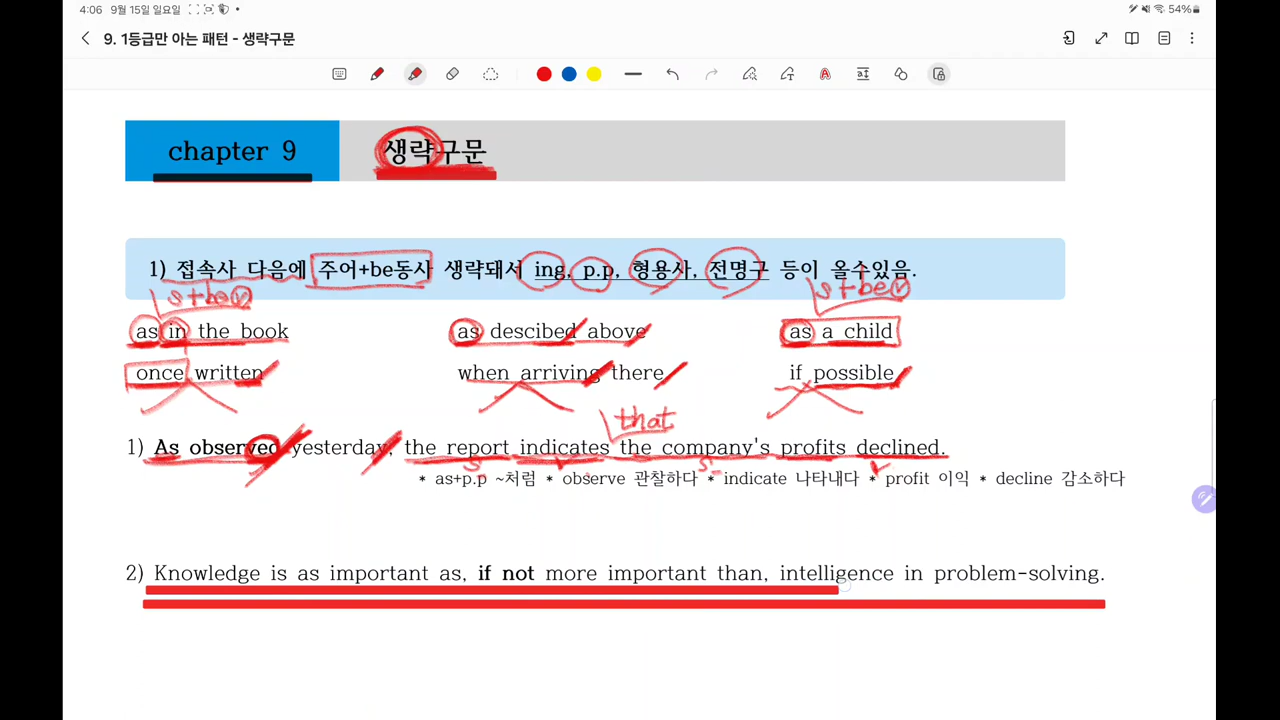 4:06 9월 15일 일요일 54%
9. 1등급만 아는 패턴 - 생략구문
chapter 9 생략구문
1) 접속사 다음에 주어+be동사 생략돼서 ing, p.p, 형용사, 전명구 등이 올수있음.
s+be v s+be v
as in the book as descibed above as a child
once written when arriving there if possible
that
1) As observed yesterday, the report indicates the company's profits declined.
s v s v
* as+p.p ~처럼 * observe 관찰하다 * indicate 나타내다 * profit 이익 * decline 감소하다
2) Knowledge is as important as, if not more important than, intelligence in problem-solving.